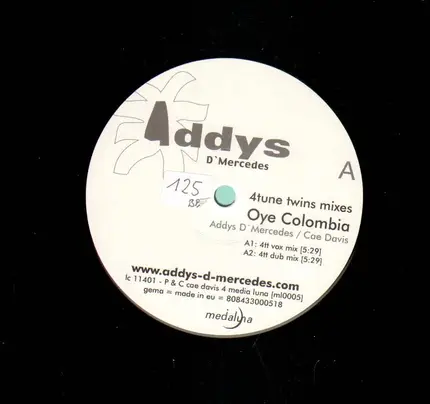 Addys
D`Mercedes
A
125
BP
4tune twins mixes
Oye Colombia
Addys D`Mercedes / Cae Davis
A1: 4tt vox mix [5:29]
A2: 4tt dub mix [5:29]
www.addys-d-mercedes.com
lc 11401 - P & C cae davis 4 media luna (ml0005)
gema = made in eu = 808433000518
medialuna